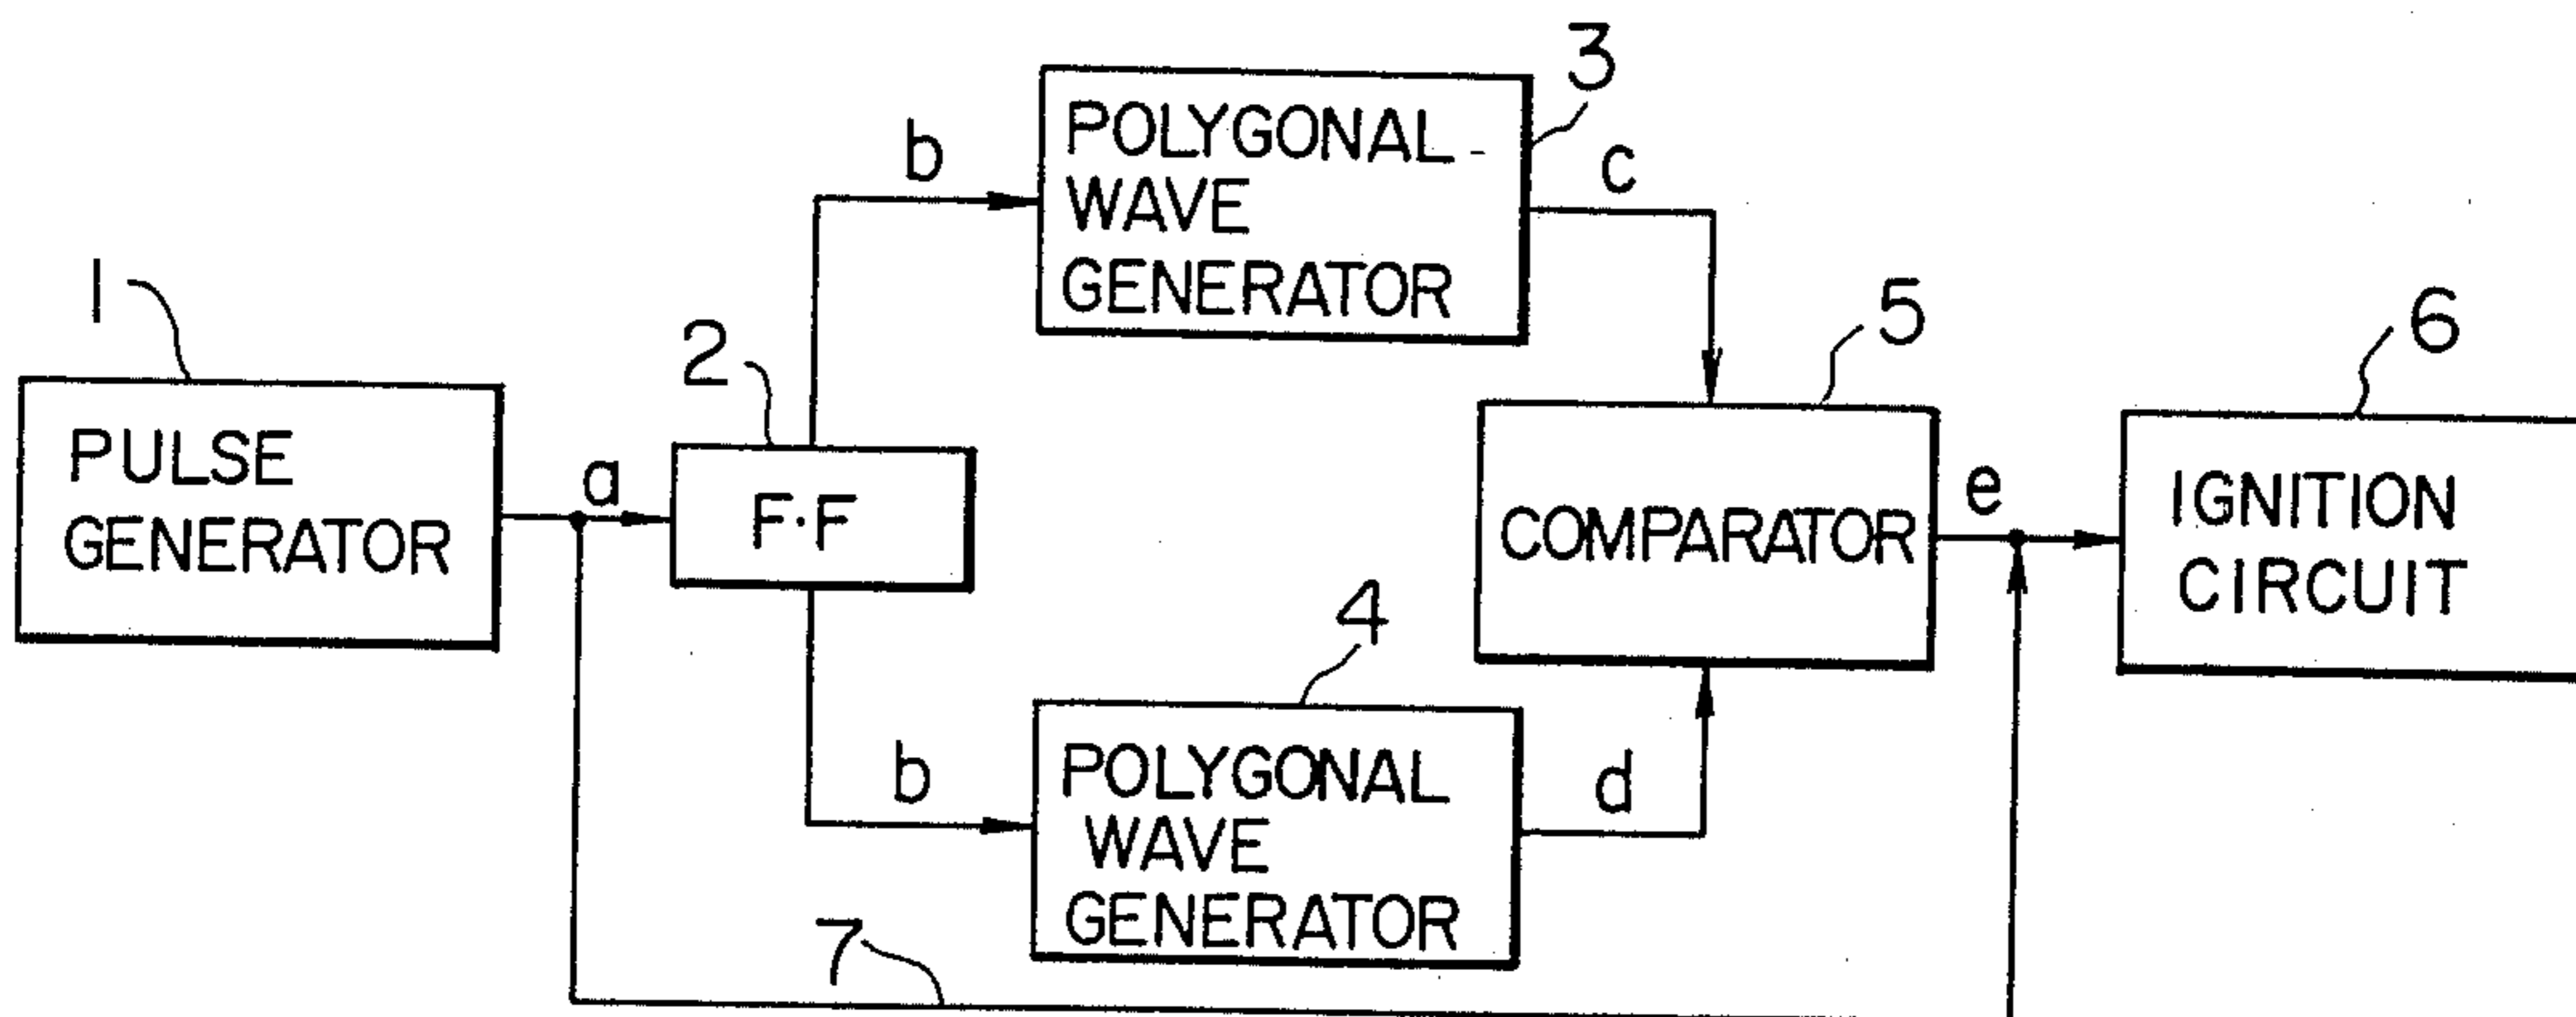 3
POLYGONAL
WAVE
GENERATOR
b
c
1
PULSE
GENERATOR
a
2
F·F
5
COMPARATOR
e
6
IGNITION
CIRCUIT
4
POLYGONAL
WAVE
GENERATOR
b
d
7